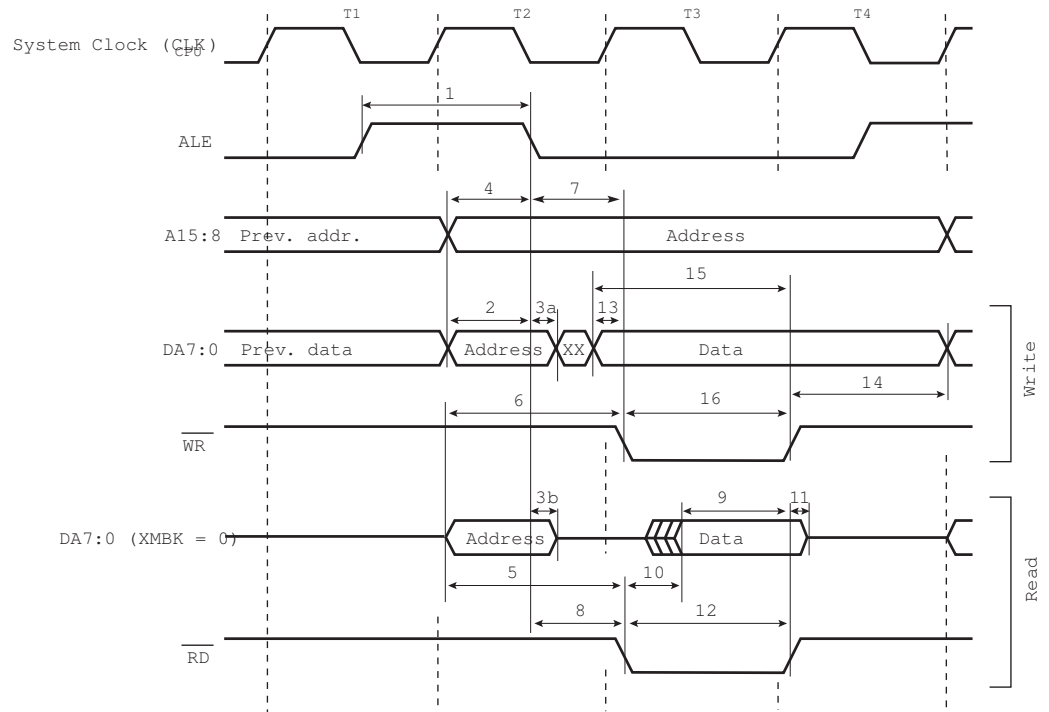 T1 T2 T3 T4
System Clock (CLKCPU)
1
ALE
4 7
A15:8 Prev. addr. Address
15
2 3a 13
DA7:0 Prev. data Address XX Data
14
6 16
WR
Write
3b 9 11
DA7:0 (XMBK = 0) Address Data
5 10
8 12
RD
Read